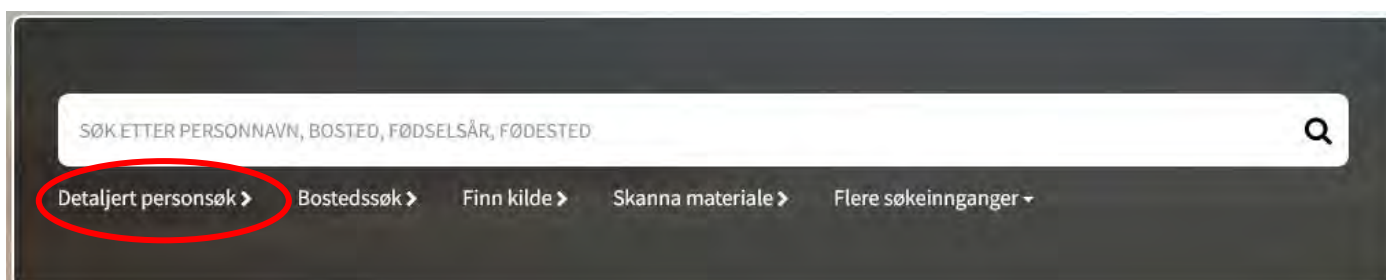 SØK ETTER PERSONNAVN, BOSTED, FØDSELSÅR, FØDESTED
Detaljert personsøk Bostedssøk Finn kilde Skanna materiale Flere søkeinnganger